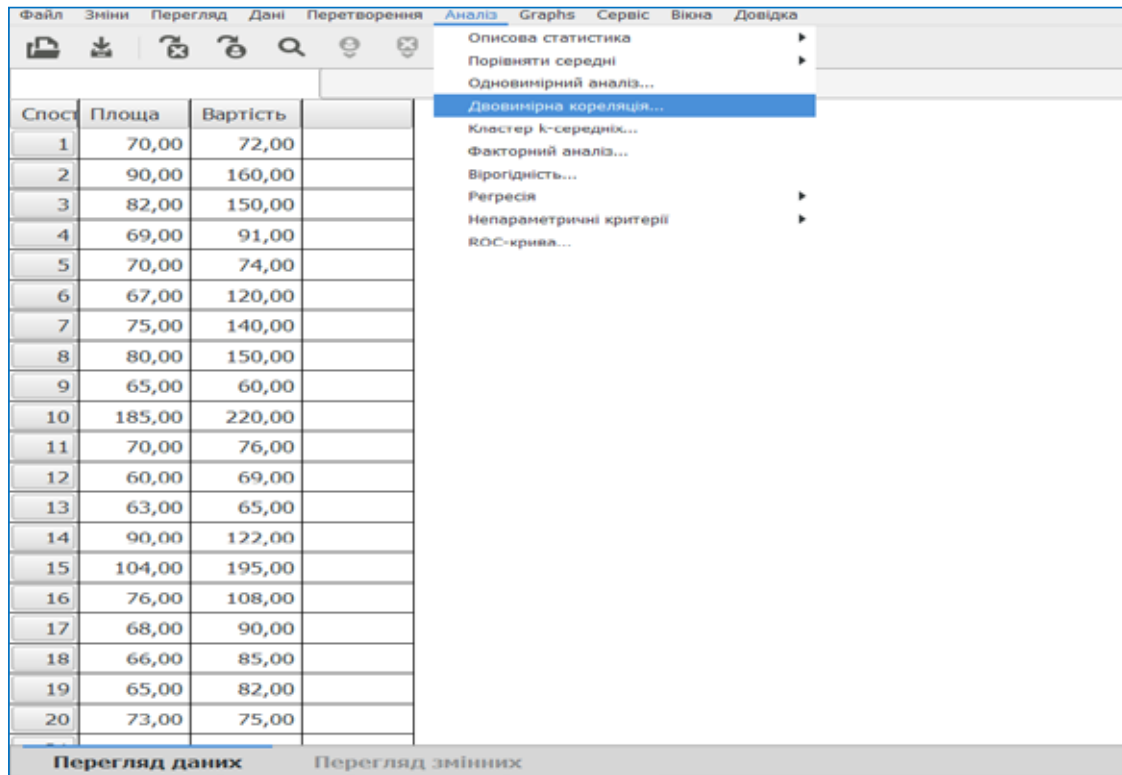 Файл Зміни Перегляд Дані Перетворення Аналіз Graphs Сервіс Вікна Довідка
Описова статистика
Порівняти середні
Одновимірний аналіз...
Двовимірна кореляція...
Кластер k-середніх...
Факторний аналіз...
Вірогідність...
Регресія
Непараметричні критерії
ROC-крива...
Спост Площа Вартість
1 70,00 72,00
2 90,00 160,00
3 82,00 150,00
4 69,00 91,00
5 70,00 74,00
6 67,00 120,00
7 75,00 140,00
8 80,00 150,00
9 65,00 60,00
10 185,00 220,00
11 70,00 76,00
12 60,00 69,00
13 63,00 65,00
14 90,00 122,00
15 104,00 195,00
16 76,00 108,00
17 68,00 90,00
18 66,00 85,00
19 65,00 82,00
20 73,00 75,00
Перегляд даних Перегляд змінних